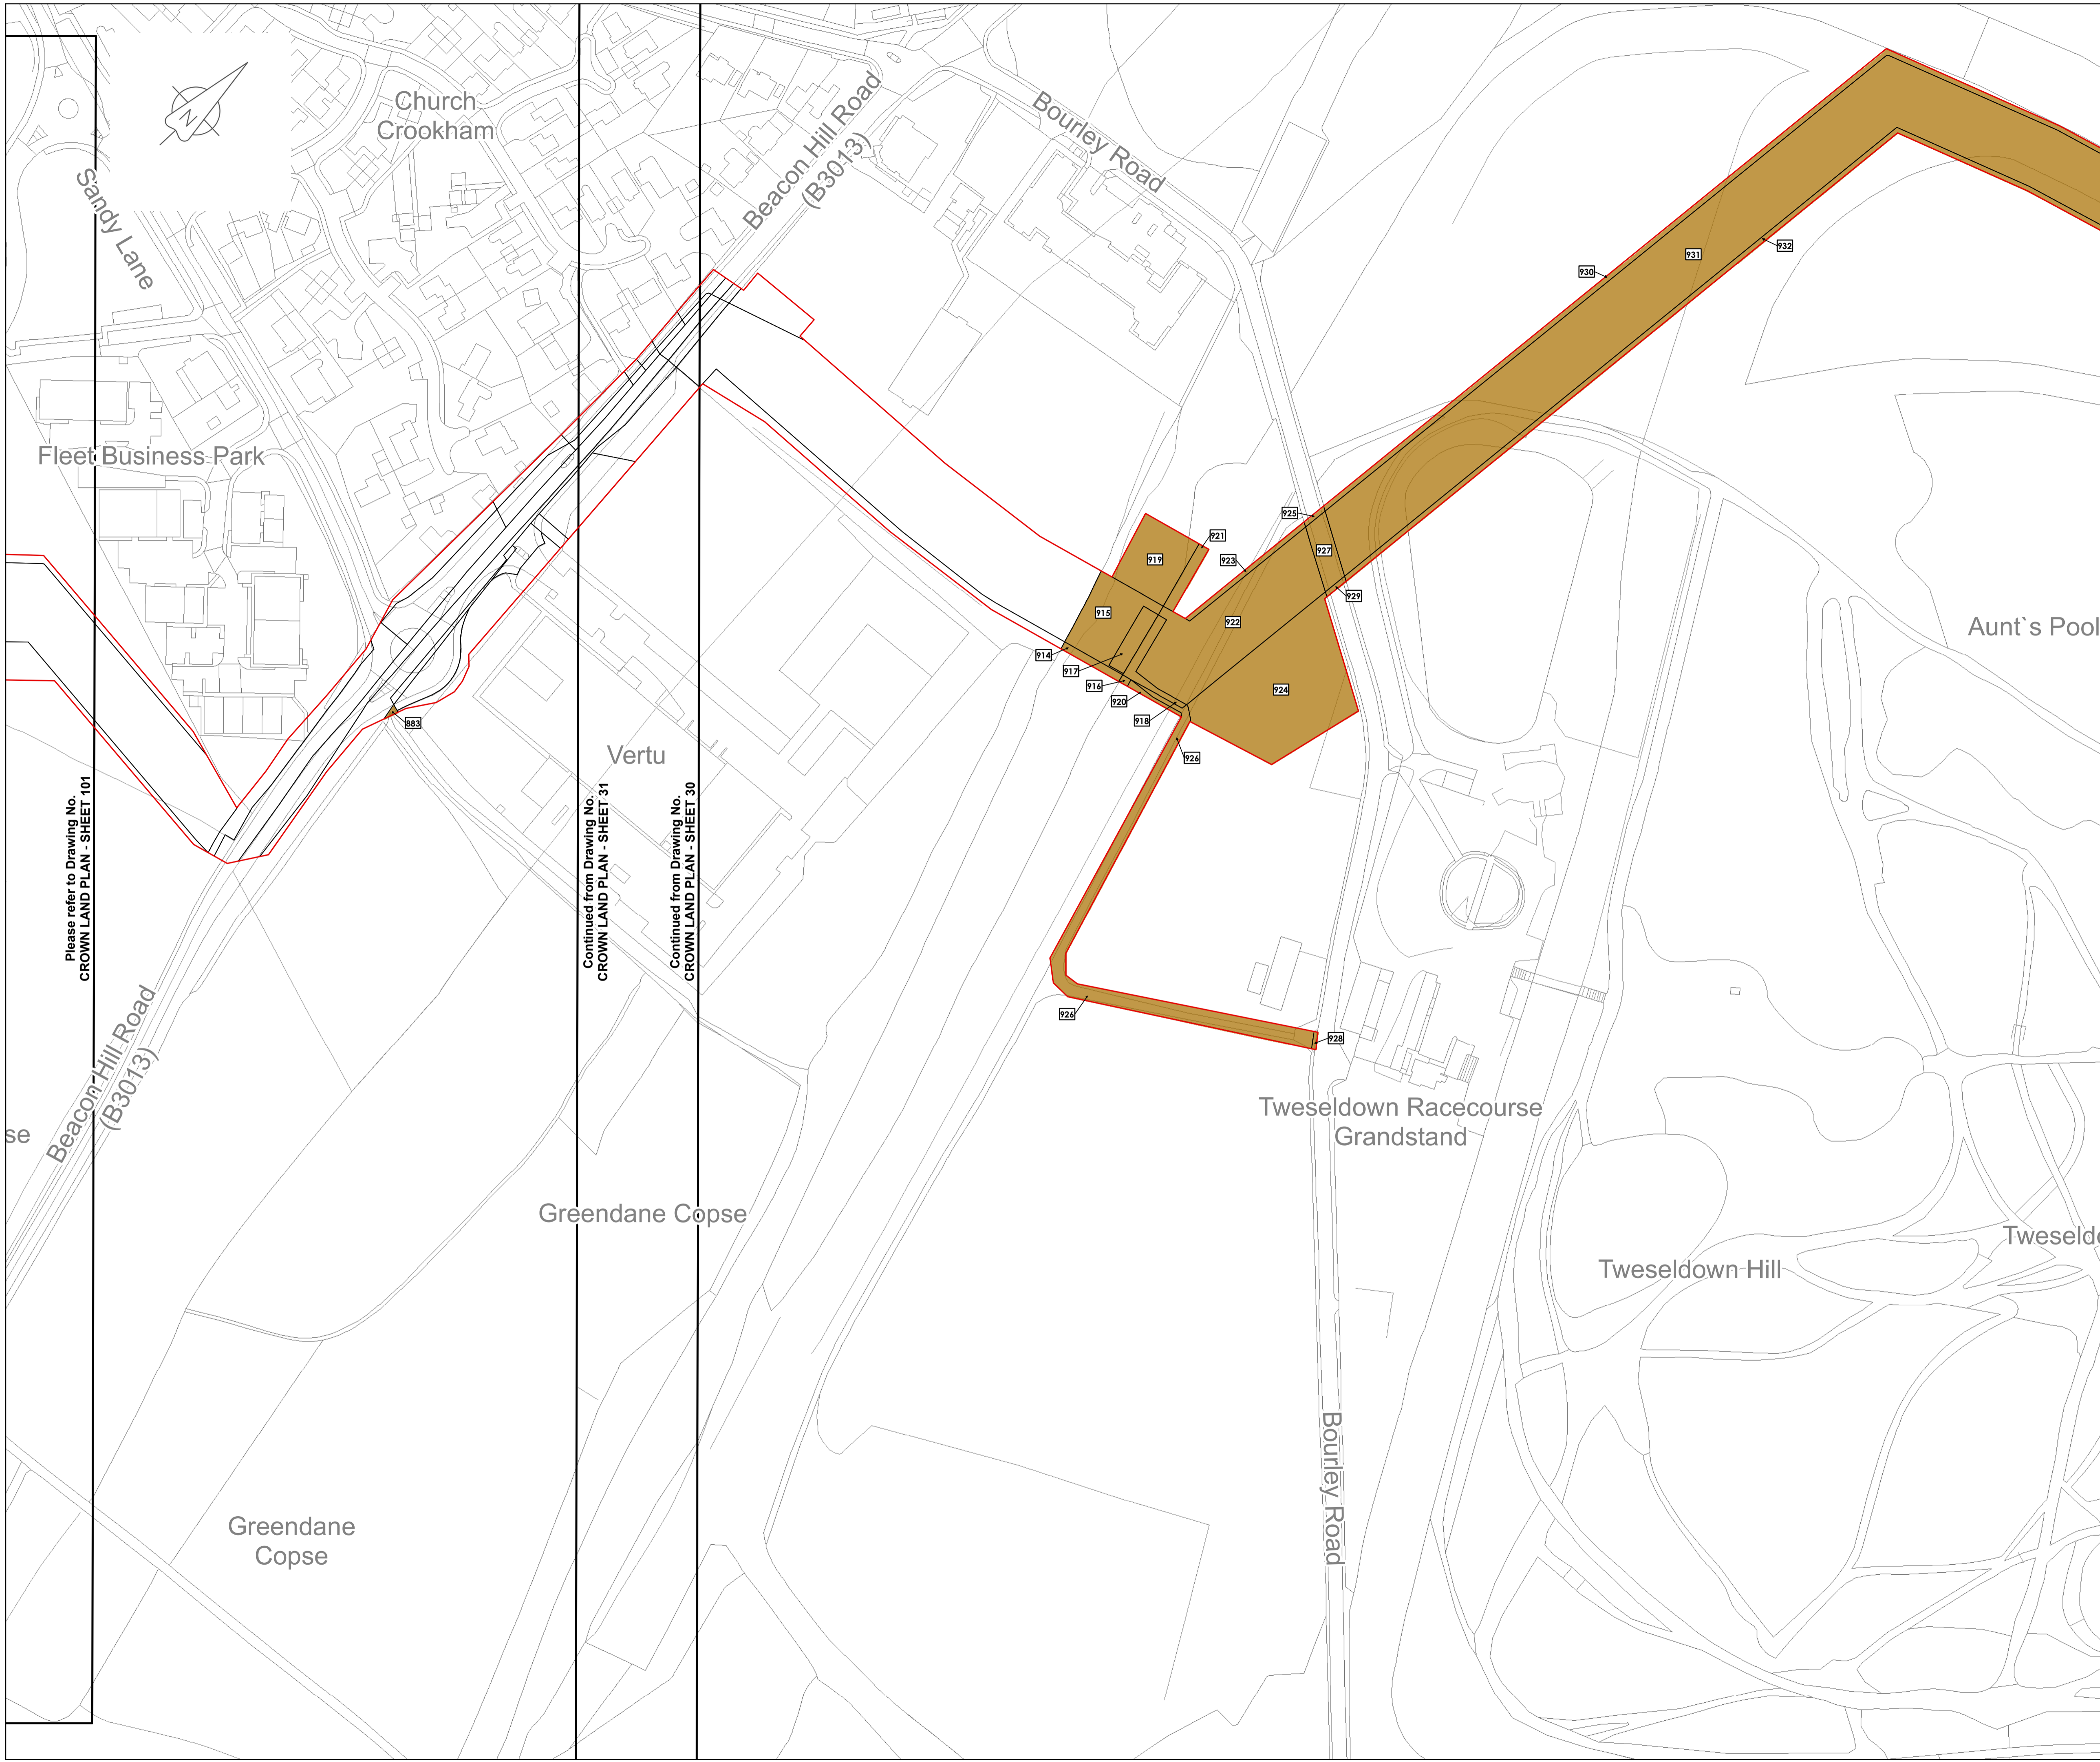 N
Church
Crookham
Sandy Lane
Beacon Hill Road
(B3013)
Bourley Road
Fleet Business Park
930
931
932
925
921
927
923
919
929
915
922
Aunt`s Pool
914
917
916
924
920
918
926
883
Vertu
Please refer to Drawing No.
CROWN LAND PLAN - SHEET 101
Continued from Drawing No.
CROWN LAND PLAN - SHEET 31
Continued from Drawing No.
CROWN LAND PLAN - SHEET 30
926
928
Beacon Hill Road
(B3013)
se
Tweseldown Racecourse
Grandstand
Greendane Copse
Tweseldown Hill
Bourley Road
Greendane
Copse